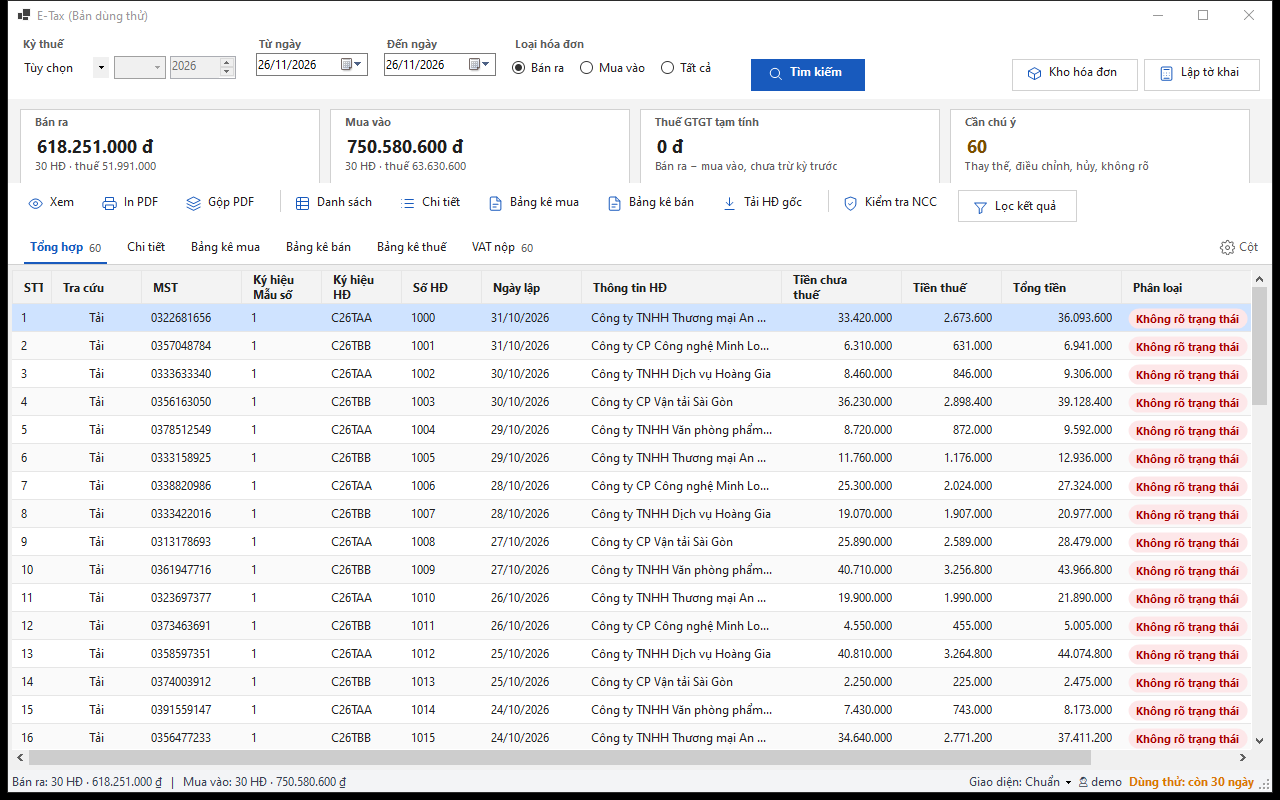 E-Tax (Bản dùng thử)
Kỳ thuế Từ ngày Đến ngày Loại hóa đơn
Tùy chọn 2026 26/11/2026 26/11/2026 Bán ra Mua vào Tất cả Tìm kiếm Kho hóa đơn Lập tờ khai
Bán ra Mua vào Thuế GTGT tạm tính Cần chú ý
618.251.000 đ 750.580.600 đ 0 đ 60
30 HĐ · thuế 51.991.000 30 HĐ · thuế 63.630.600 Bán ra − mua vào, chưa trừ kỳ trước Thay thế, điều chỉnh, hủy, không rõ
Xem In PDF Gộp PDF Danh sách Chi tiết Bảng kê mua Bảng kê bán Tải HĐ gốc Kiểm tra NCC Lọc kết quả
Tổng hợp 60 Chi tiết Bảng kê mua Bảng kê bán Bảng kê thuế VAT nộp 60 Cột
STT Tra cứu MST Ký hiệu Mẫu số Ký hiệu HĐ Số HĐ Ngày lập Thông tin HĐ Tiền chưa thuế Tiền thuế Tổng tiền Phân loại
1 Tải 0322681656 1 C26TAA 1000 31/10/2026 Công ty TNHH Thương mại An ... 33.420.000 2.673.600 36.093.600 Không rõ trạng thái
2 Tải 0357048784 1 C26TBB 1001 31/10/2026 Công ty CP Công nghệ Minh Lo... 6.310.000 631.000 6.941.000 Không rõ trạng thái
3 Tải 0333633340 1 C26TAA 1002 30/10/2026 Công ty TNHH Dịch vụ Hoàng Gia 8.460.000 846.000 9.306.000 Không rõ trạng thái
4 Tải 0356163050 1 C26TBB 1003 30/10/2026 Công ty CP Vận tải Sài Gòn 36.230.000 2.898.400 39.128.400 Không rõ trạng thái
5 Tải 0378512549 1 C26TAA 1004 29/10/2026 Công ty TNHH Văn phòng phẩm... 8.720.000 872.000 9.592.000 Không rõ trạng thái
6 Tải 0333158925 1 C26TBB 1005 29/10/2026 Công ty TNHH Thương mại An ... 11.760.000 1.176.000 12.936.000 Không rõ trạng thái
7 Tải 0338820986 1 C26TAA 1006 28/10/2026 Công ty CP Công nghệ Minh Lo... 25.300.000 2.024.000 27.324.000 Không rõ trạng thái
8 Tải 0333422016 1 C26TBB 1007 28/10/2026 Công ty TNHH Dịch vụ Hoàng Gia 19.070.000 1.907.000 20.977.000 Không rõ trạng thái
9 Tải 0313178693 1 C26TAA 1008 27/10/2026 Công ty CP Vận tải Sài Gòn 25.890.000 2.589.000 28.479.000 Không rõ trạng thái
10 Tải 0361947716 1 C26TBB 1009 27/10/2026 Công ty TNHH Văn phòng phẩm... 40.710.000 3.256.800 43.966.800 Không rõ trạng thái
11 Tải 0323697377 1 C26TAA 1010 26/10/2026 Công ty TNHH Thương mại An ... 19.900.000 1.990.000 21.890.000 Không rõ trạng thái
12 Tải 0373463691 1 C26TBB 1011 26/10/2026 Công ty CP Công nghệ Minh Lo... 4.550.000 455.000 5.005.000 Không rõ trạng thái
13 Tải 0358597351 1 C26TAA 1012 25/10/2026 Công ty TNHH Dịch vụ Hoàng Gia 40.810.000 3.264.800 44.074.800 Không rõ trạng thái
14 Tải 0374003912 1 C26TBB 1013 25/10/2026 Công ty CP Vận tải Sài Gòn 2.250.000 225.000 2.475.000 Không rõ trạng thái
15 Tải 0391559147 1 C26TAA 1014 24/10/2026 Công ty TNHH Văn phòng phẩm... 7.430.000 743.000 8.173.000 Không rõ trạng thái
16 Tải 0356477233 1 C26TBB 1015 24/10/2026 Công ty TNHH Thương mại An ... 34.640.000 2.771.200 37.411.200 Không rõ trạng thái
Bán ra: 30 HĐ · 618.251.000 ₫ | Mua vào: 30 HĐ · 750.580.600 ₫ Giao diện: Chuẩn demo Dùng thử: còn 30 ngày